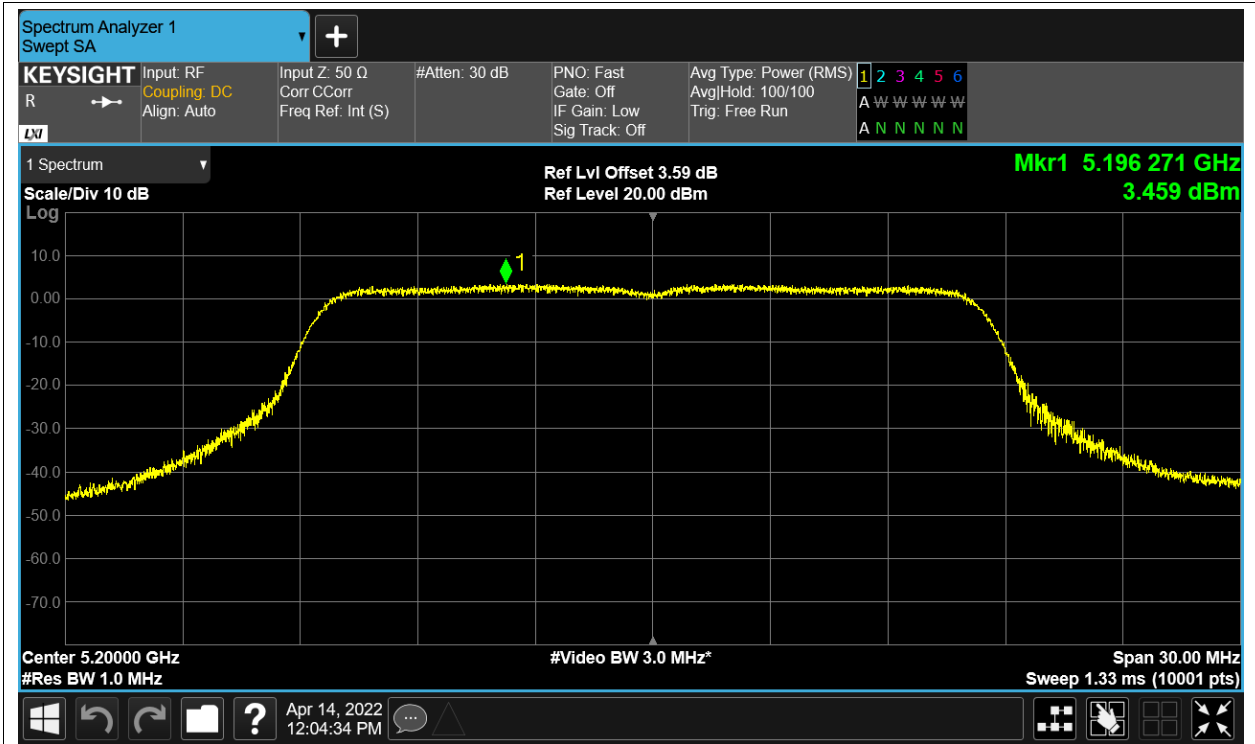 Spectrum Analyzer 1
Swept SA
KEYSIGHT
R
LXI
Input: RF
Coupling: DC
Align: Auto
Input Z: 50 Ω
Corr CCorr
Freq Ref: Int (S)
#Atten: 30 dB
PNO: Fast
Gate: Off
IF Gain: Low
Sig Track: Off
Avg Type: Power (RMS)
Avg|Hold: 100/100
Trig: Free Run
1 2 3 4 5 6
A W W W W W
A N N N N N
1 Spectrum
Scale/Div 10 dB
Log
Ref Lvl Offset 3.59 dB
Ref Level 20.00 dBm
Mkr1 5.196 271 GHz
3.459 dBm
10.0
1
0.00
-10.0
-20.0
-30.0
-40.0
-50.0
-60.0
-70.0
Center 5.20000 GHz
#Res BW 1.0 MHz
#Video BW 3.0 MHz*
Span 30.00 MHz
Sweep 1.33 ms (10001 pts)
?
Apr 14, 2022
12:04:34 PM